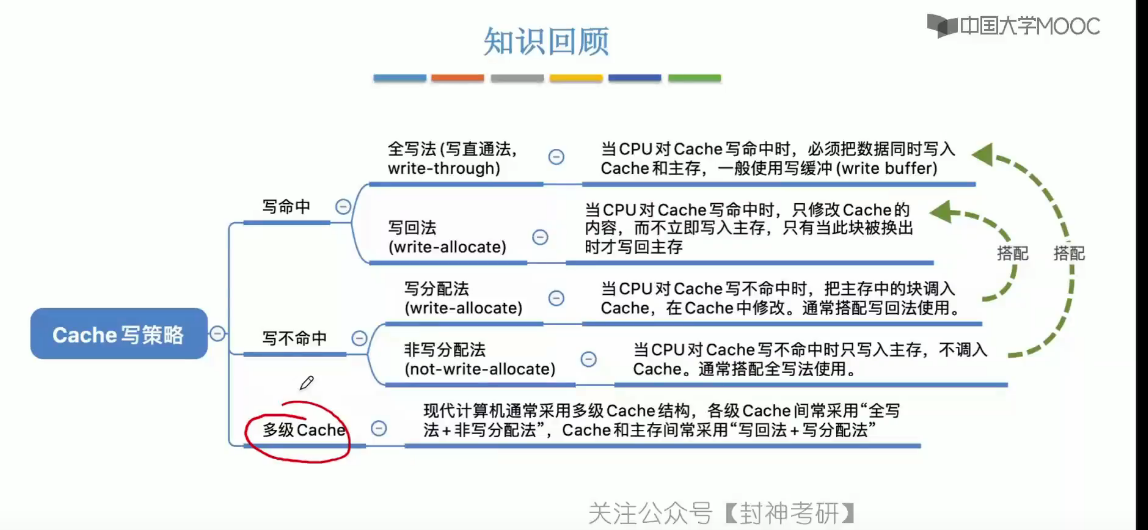 中国大学MOOC
知识回顾
Cache写策略
写命中
全写法(写直通法，
write-through)
当CPU对Cache写命中时，必须把数据同时写入
Cache和主存，一般使用写缓冲(write buffer)
写回法
(write-allocate)
当CPU对Cache写命中时，只修改Cache的
内容，而不立即写入主存，只有当此块被换出
时才写回主存
写不命中
写分配法
(write-allocate)
当CPU对Cache写不命中时，把主存中的块调入
Cache，在Cache中修改。通常搭配写回法使用。
非写分配法
(not-write-allocate)
当CPU对Cache写不命中时只写入主存，不调入
Cache。通常搭配全写法使用。
搭配
搭配
多级Cache
现代计算机通常采用多级Cache结构，各级Cache间常采用“全写
法+非写分配法”，Cache和主存间常采用“写回法+写分配法”
关注公众号【封神考研】